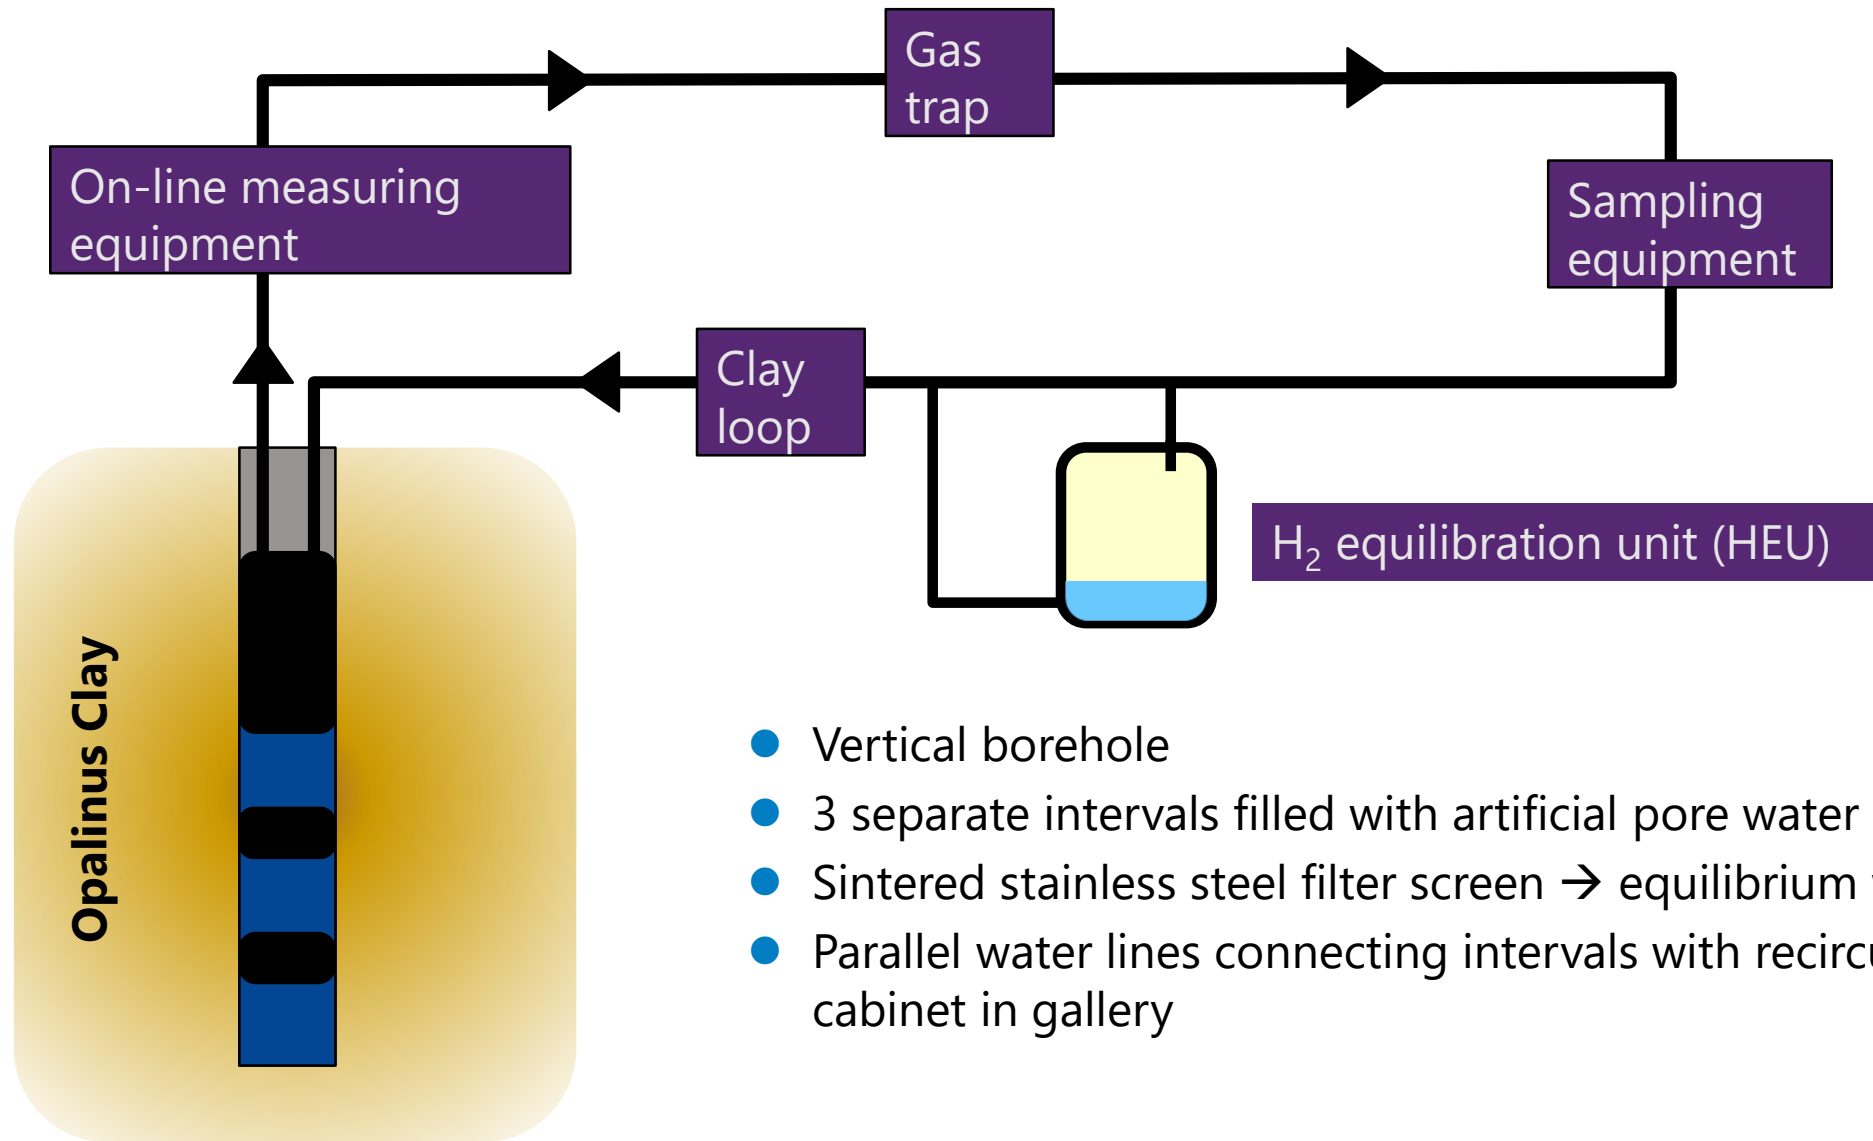 Gas
trap
On-line measuring
equipment
Sampling
equipment
Clay
loop
H₂ equilibration unit (HEU)
Opalinus Clay
Vertical borehole
3 separate intervals filled with artificial pore water
Sintered stainless steel filter screen → equilibrium
Parallel water lines connecting intervals with
cabinet in gallery